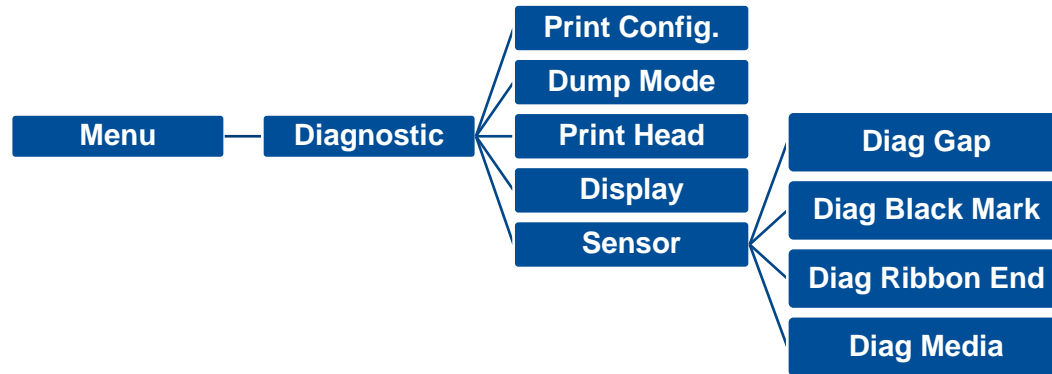 Menu
Diagnostic
Print Config.
Dump Mode
Print Head
Display
Sensor
Diag Gap
Diag Black Mark
Diag Ribbon End
Diag Media